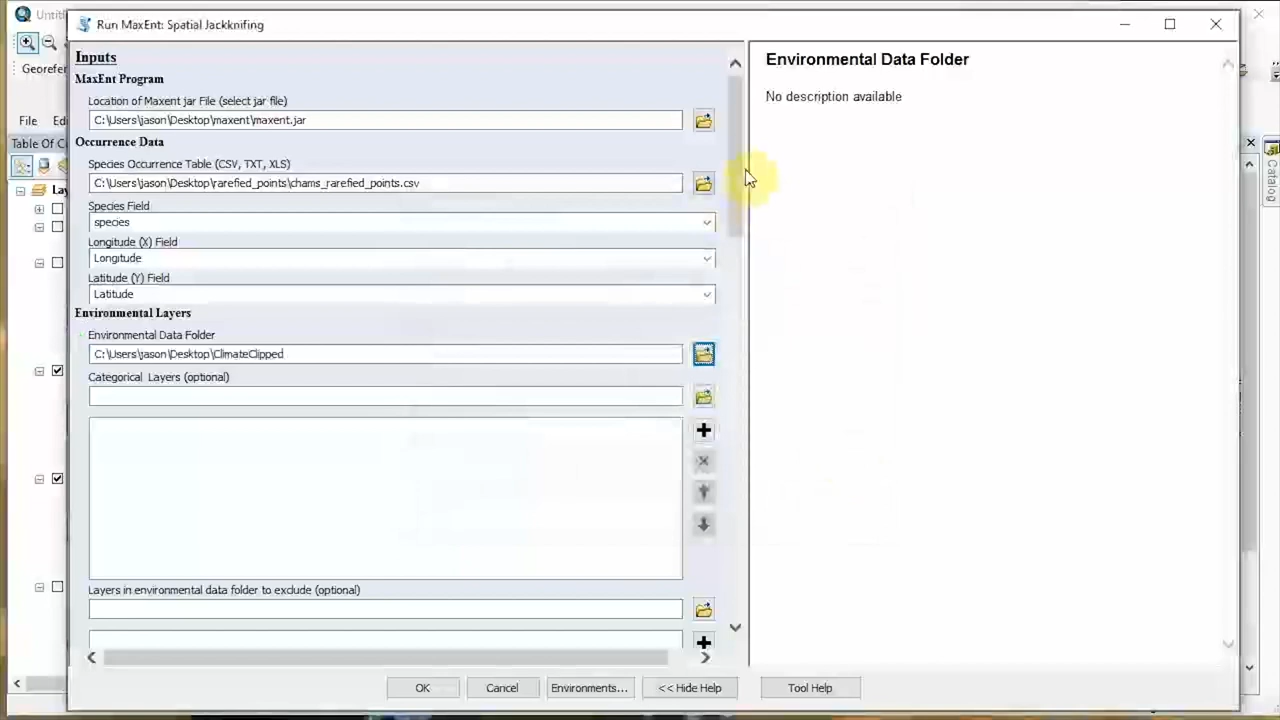 Untit
Run MaxEnt: Spatial Jackknifing
Georefer
File Ed
Table Of Co
Lay
Inputs
MaxEnt Program
Location of Maxent jar File (select jar file)
C:\Users\jason\Desktop\maxent\maxent.jar
Occurrence Data
Species Occurrence Table (CSV, TXT, XLS)
C:\Users\jason\Desktop\rarefied_points\chams_rarefied_points.csv
Species Field
species
Longitude (X) Field
Longitude
Latitude (Y) Field
Latitude
Environmental Layers
Environmental Data Folder
C:\Users\jason\Desktop\ClimateClipped
Categorical Layers (optional)
Layers in environmental data folder to exclude (optional)
OK
Cancel
Environments...
<< Hide Help
Tool Help
Environmental Data Folder
No description available
Catalog